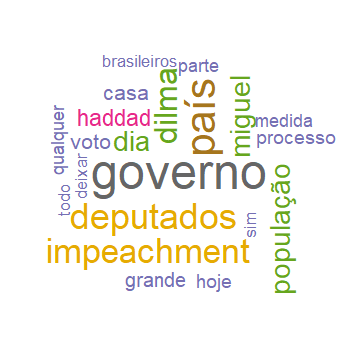 brasileiros
parte
casa
dilma
país
miguel
haddad
medida
qualquer
voto
dia
processo
governo
deixar
todo
deputados
sim
população
impeachment
grande
hoje